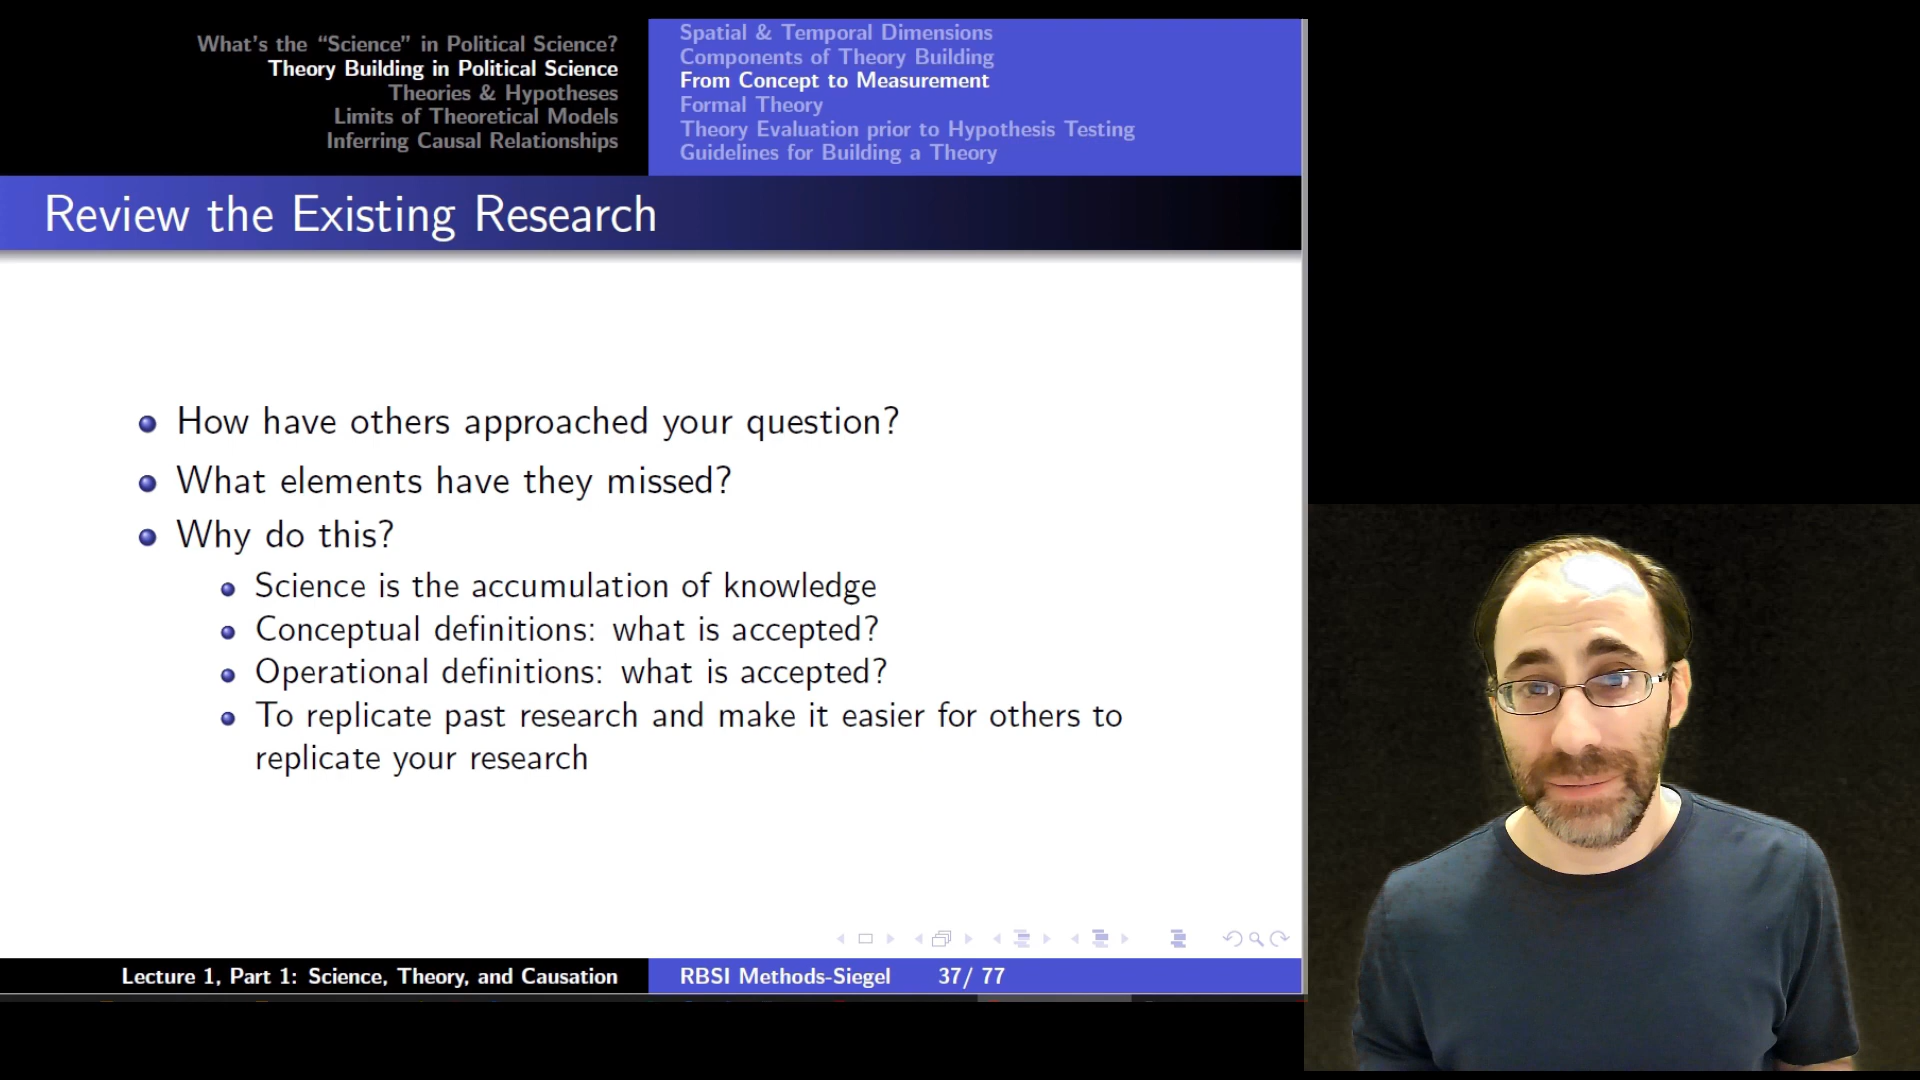 What's the “Science” in Political Science?
Theory Building in Political Science
Theories & Hypotheses
Limits of Theoretical Models
Inferring Causal Relationships
Spatial & Temporal Dimensions
Components of Theory Building
From Concept to Measurement
Formal Theory
Theory Evaluation prior to Hypothesis Testing
Guidelines for Building a Theory
Review the Existing Research
How have others approached your question?
What elements have they missed?
Why do this?
Science is the accumulation of knowledge
Conceptual definitions: what is accepted?
Operational definitions: what is accepted?
To replicate past research and make it easier for others to
replicate your research
Lecture 1, Part 1: Science, Theory, and Causation
RBSI Methods-Siegel 37/ 77